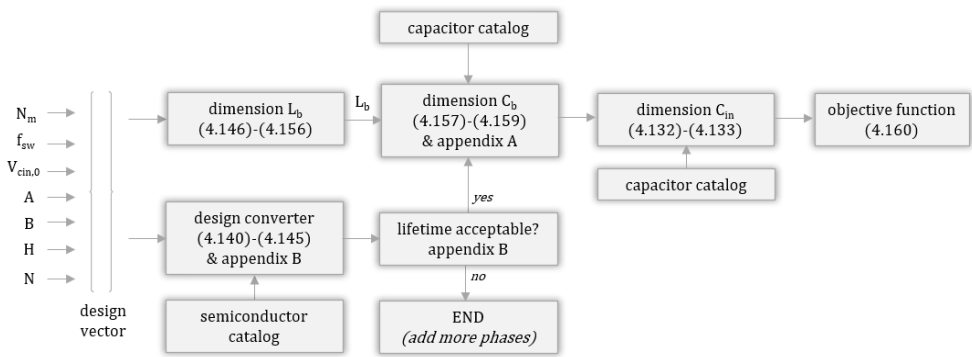 capacitor catalog
N_m
f_sw
V_cin,0
A
B
H
N
design
vector
dimension L_b
(4.146)-(4.156)
L_b
dimension C_b
(4.157)-(4.159)
& appendix A
dimension C_in
(4.132)-(4.133)
objective function
(4.160)
capacitor catalog
yes
design converter
(4.140)-(4.145)
& appendix B
lifetime acceptable?
appendix B
no
semiconductor
catalog
END
(add more phases)